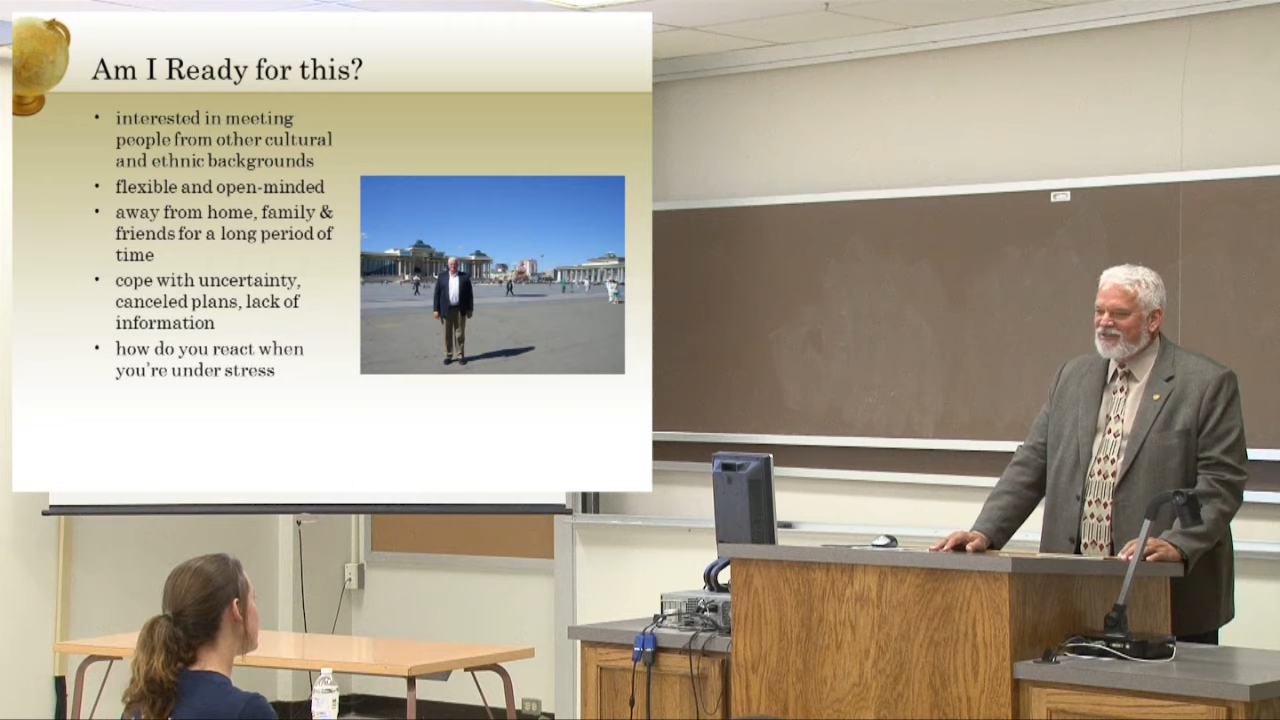 Am I Ready for this?
• interested in meeting
people from other cultural
and ethnic backgrounds
• flexible and open-minded
• away from home, family &
friends for a long period of
time
• cope with uncertainty,
canceled plans, lack of
information
• how do you react when
you're under stress